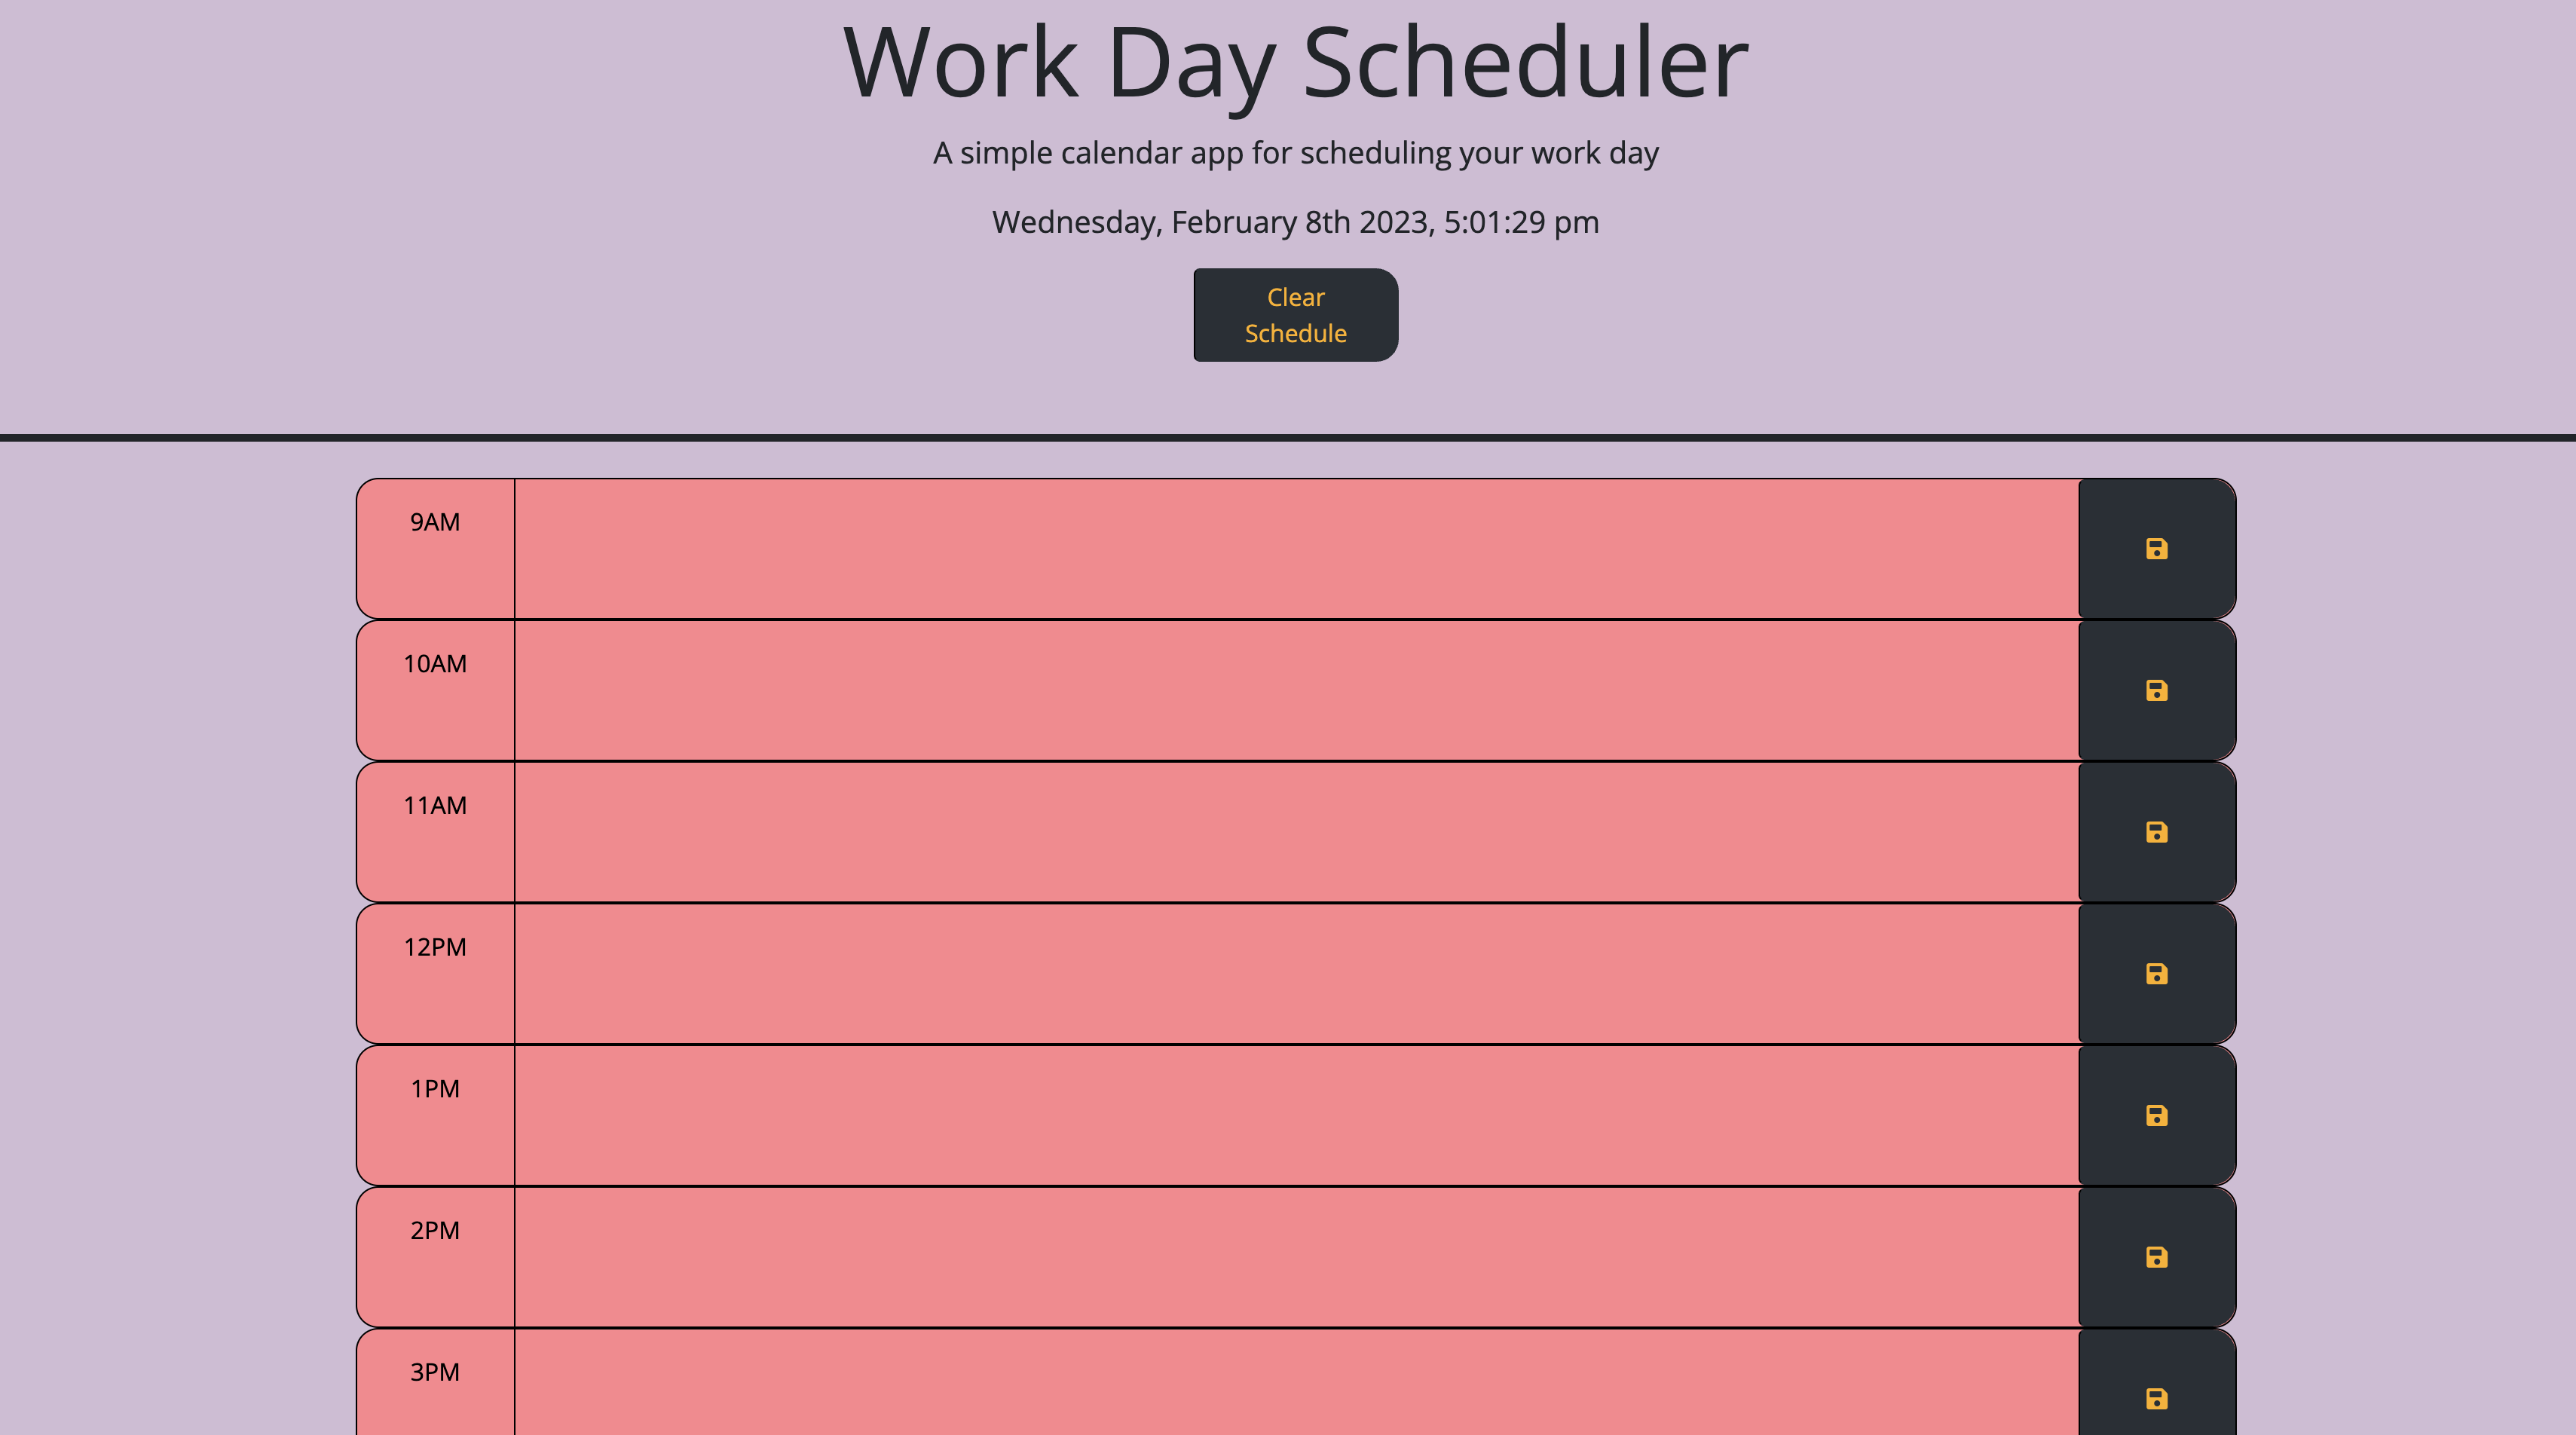 Work Day Scheduler
A simple calendar app for scheduling your work day
Wednesday, February 8th 2023, 5:01:29 pm
Clear
Schedule
9AM
10AM
11AM
12PM
1PM
2PM
3PM